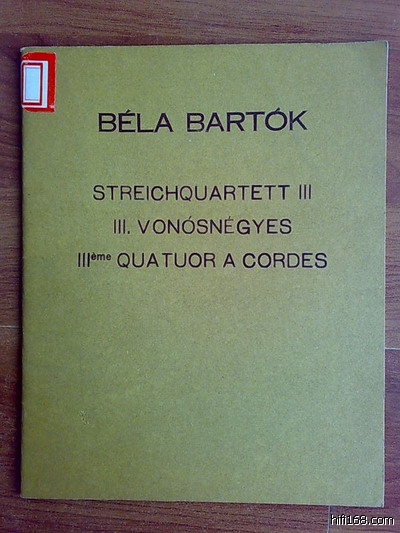 BÉLA BARTÓK
STREICHQUARTETT III
III. VONÓSNÉGYES
IIIème QUATUOR A CORDES
hifi168.com